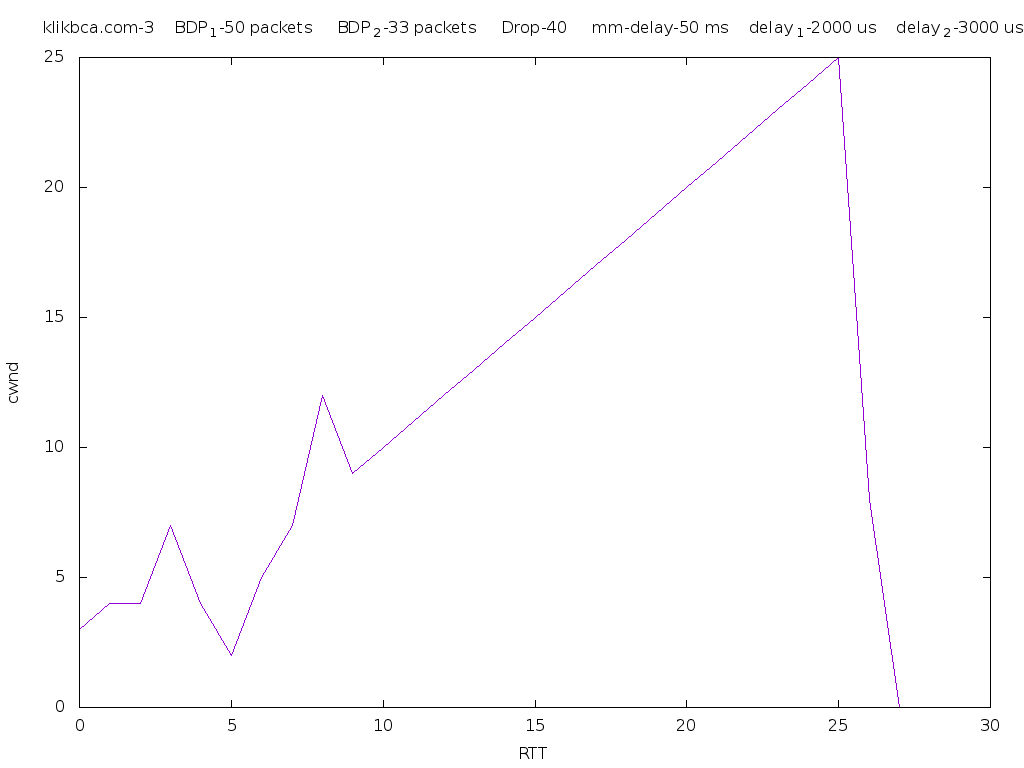 klikbca.com-3 BDP1-50 packets BDP2-33 packets Drop-40 mm-delay-50 ms delay1-2000 us delay2-3000 us
25
20
15
10
5
0
cwnd
0 5 10 15 20 25 30
RTT